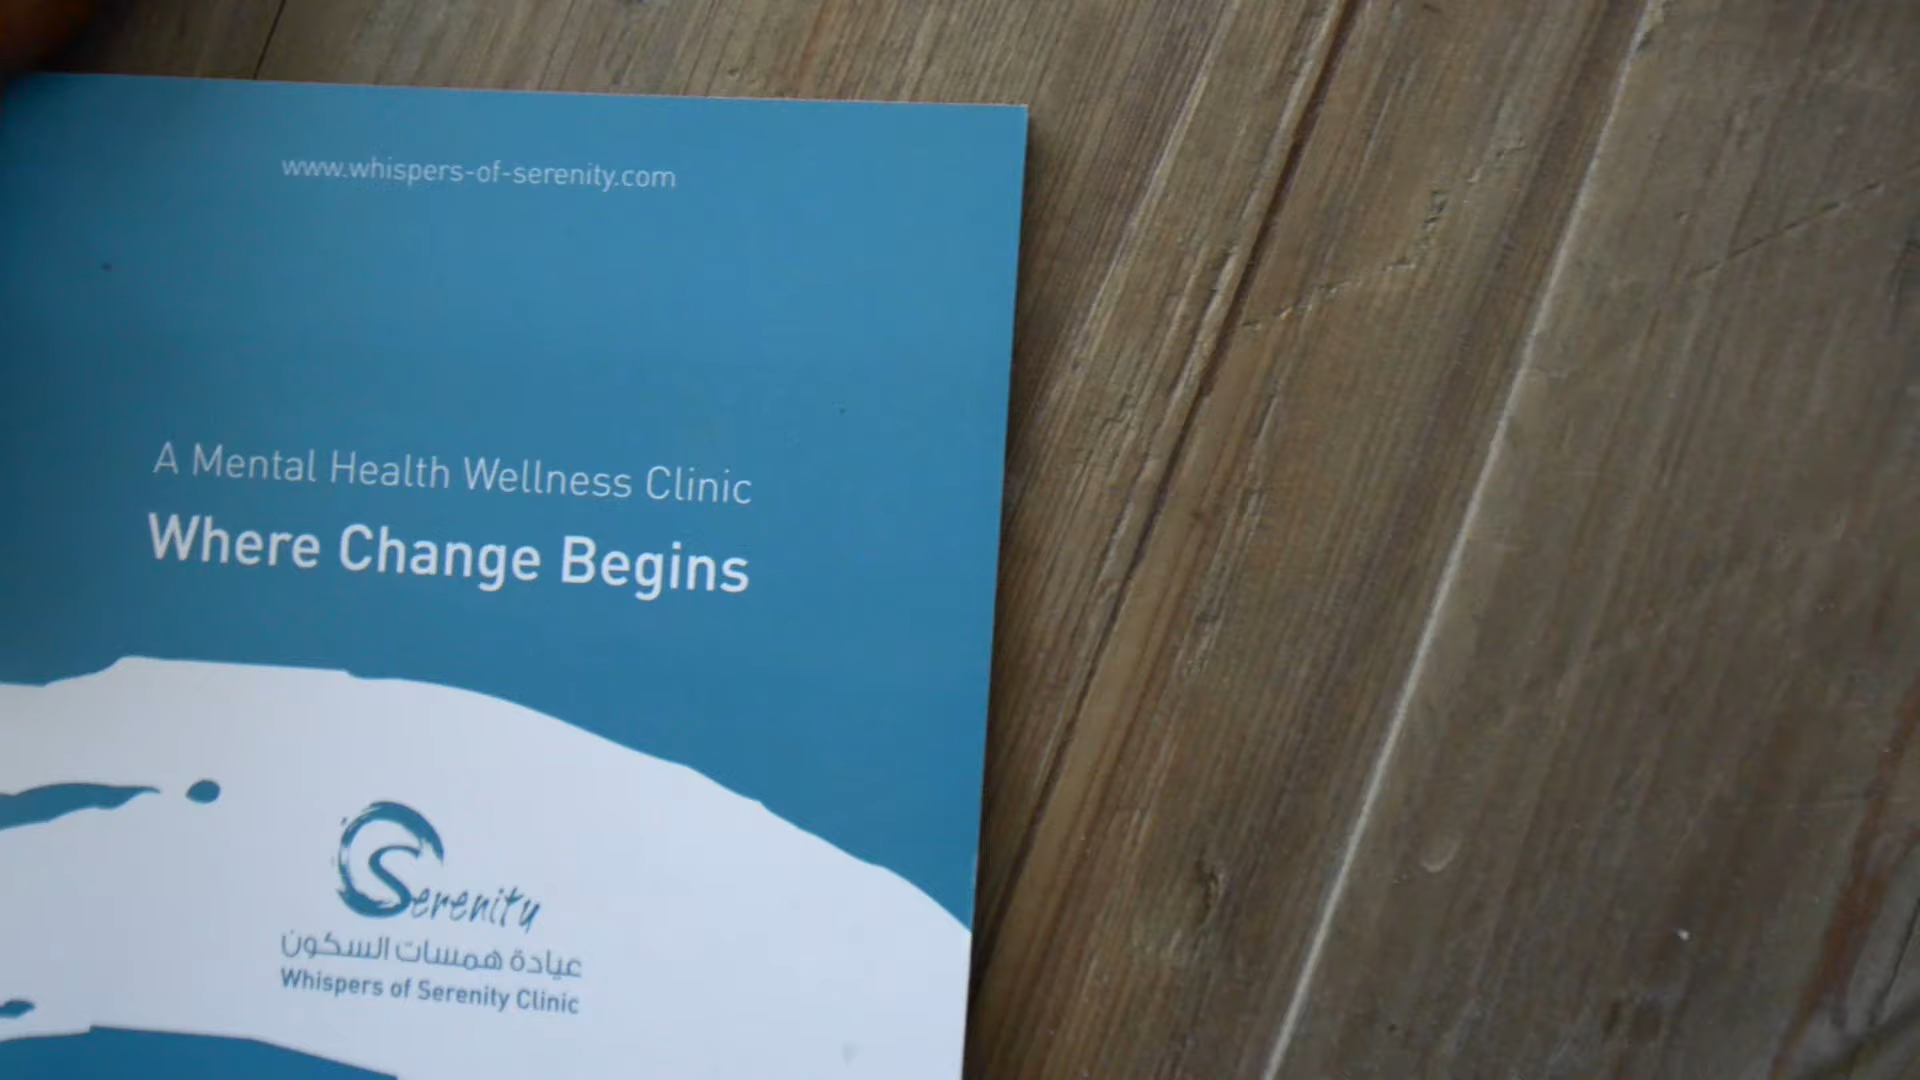 www.whispers-of-serenity.com
A Mental Health Wellness Clinic
Where Change Begins
Serenity
عيادة همسات السكون
Whispers of Serenity Clinic